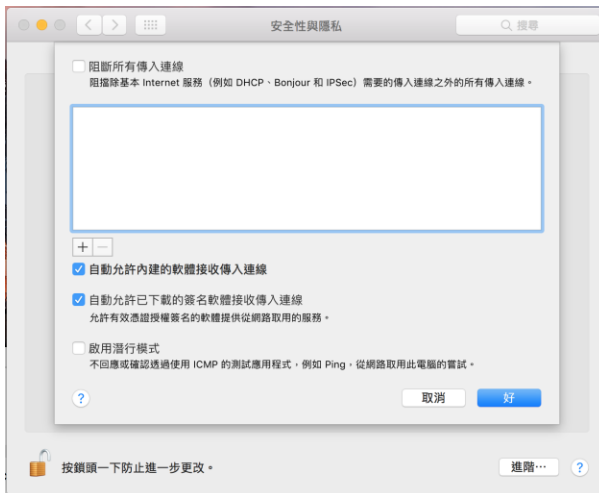 安全性與隱私
搜尋
阻斷所有傳入連線
阻擋除基本 Internet 服務（例如 DHCP、Bonjour 和 IPSec）需要的傳入連線之外的所有傳入連線。
自動允許內建的軟體接收傳入連線
自動允許已下載的簽名軟體接收傳入連線
允許有效憑證授權簽名的軟體提供從網路取用的服務。
啟用潛行模式
不回應或確認透過使用 ICMP 的測試應用程式，例如 Ping，從網路取用此電腦的嘗試。
?
取消
好
按鎖頭一下防止進一步更改。
進階⋯
?